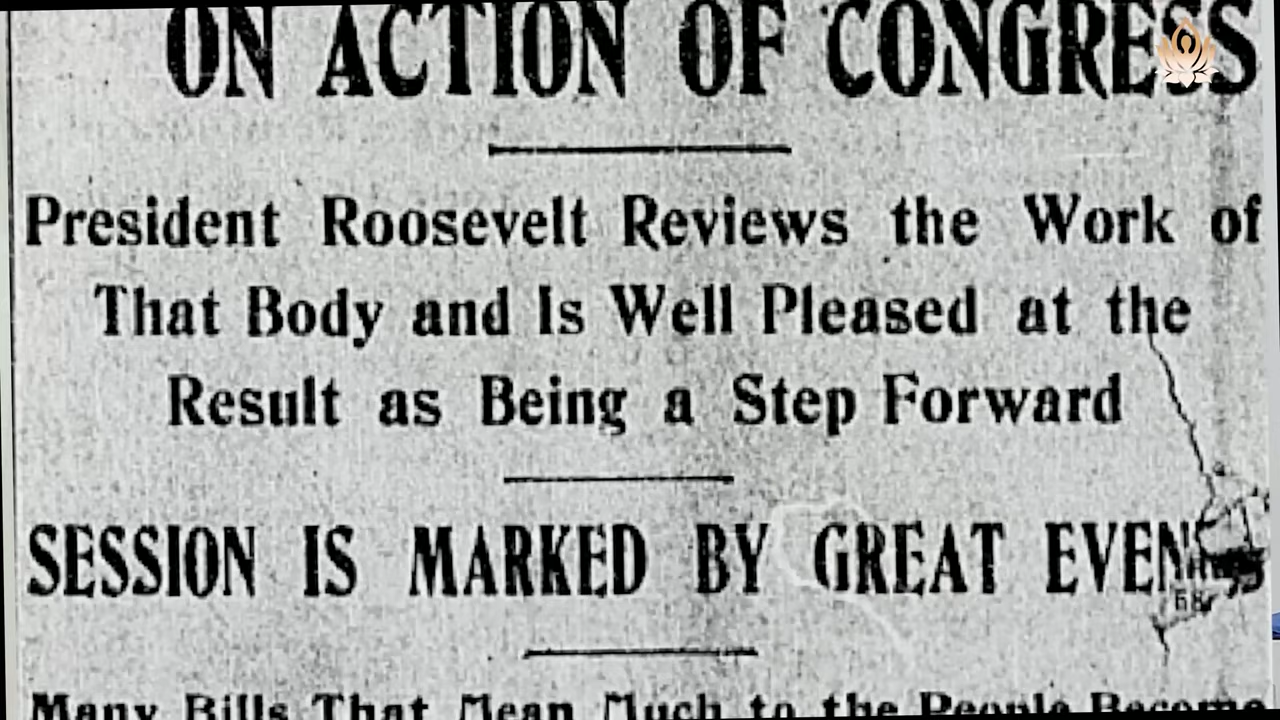 ON ACTION OF CONGRESS
President Roosevelt Reviews the Work of
That Body and Is Well Pleased at the
Result as Being a Step Forward
SESSION IS MARKED BY GREAT
Many Bills That Mean Much to the People Become